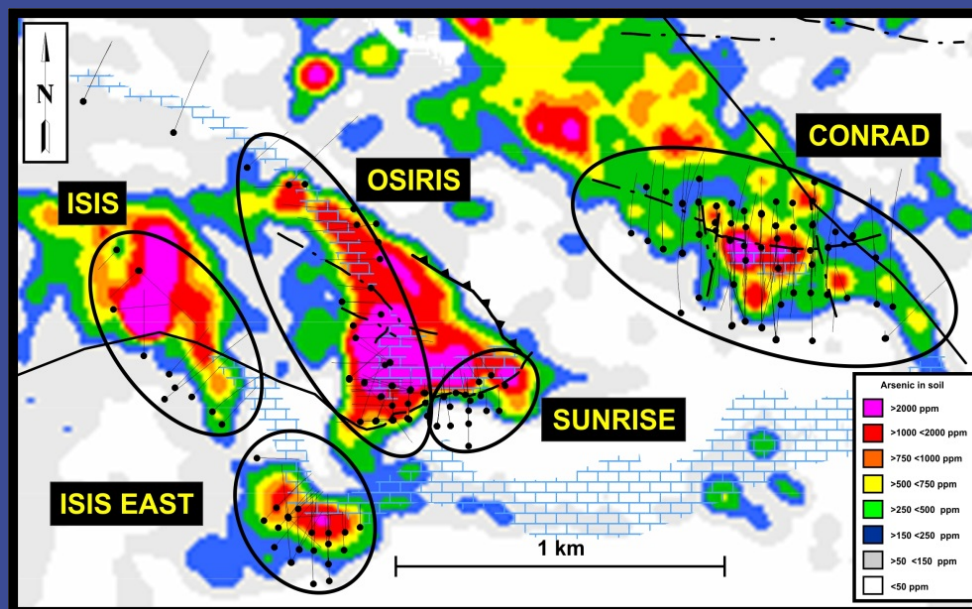 N
CONRAD
OSIRIS
ISIS
SUNRISE
ISIS EAST
1 km
Arsenic in soil
>2000 ppm
>1000 <2000 ppm
>750 <1000 ppm
>500 <750 ppm
>250 <500 ppm
>150 <250 ppm
>50 <150 ppm
<50 ppm